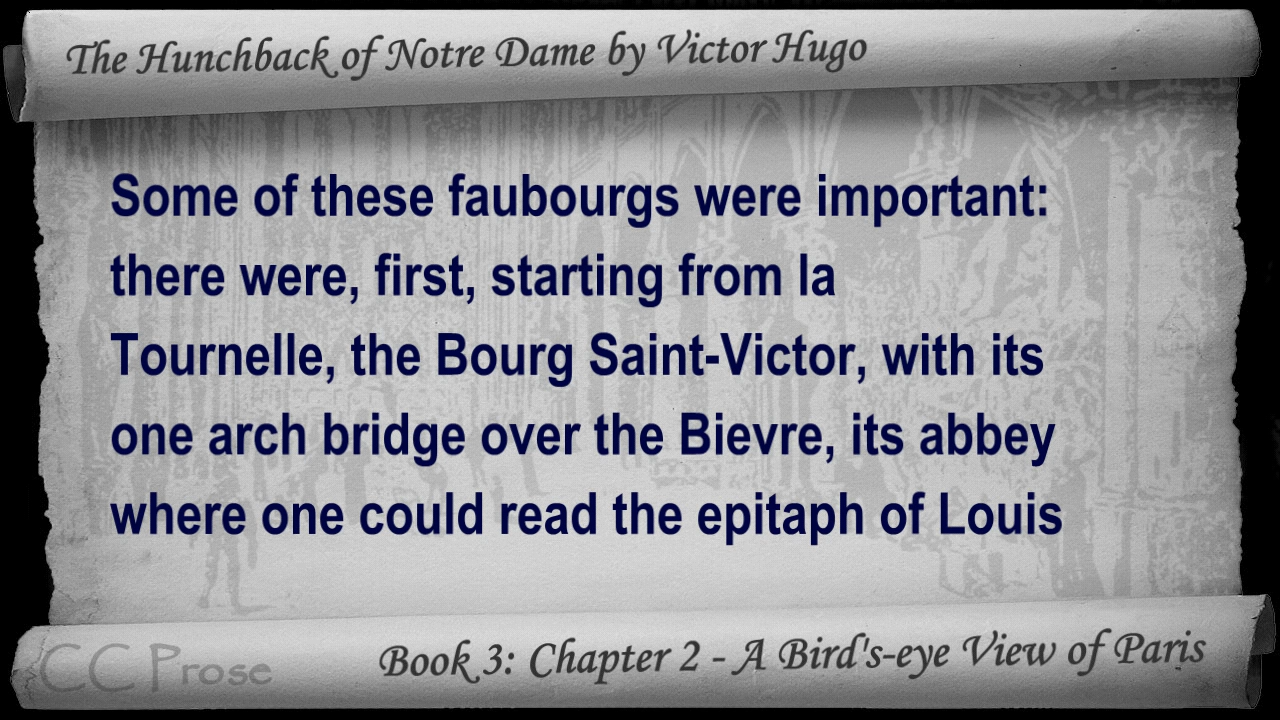 The Hunchback of Notre Dame by Victor Hugo
Some of these faubourgs were important:
there were, first, starting from la
Tournelle, the Bourg Saint-Victor, with its
one arch bridge over the Bievre, its abbey
where one could read the epitaph of Louis
CC Prose
Book 3: Chapter 2 - A Bird's-eye View of Paris